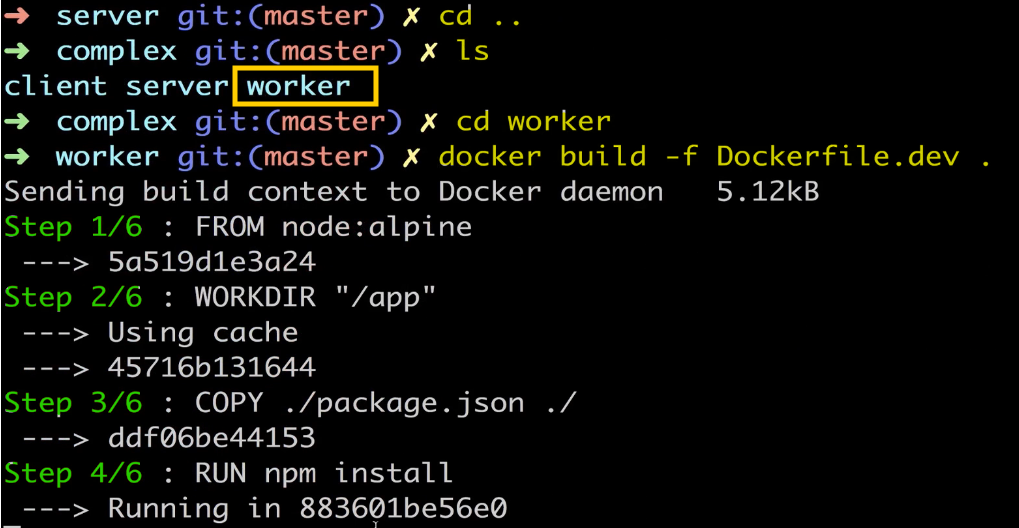 ➜ server git:(master) ✗ cd ..
➜ complex git:(master) ✗ ls
client server worker
➜ complex git:(master) ✗ cd worker
➜ worker git:(master) ✗ docker build -f Dockerfile.dev .
Sending build context to Docker daemon 5.12kB
Step 1/6 : FROM node:alpine
---> 5a519d1e3a24
Step 2/6 : WORKDIR "/app"
---> Using cache
---> 45716b131644
Step 3/6 : COPY ./package.json ./
---> ddf06be44153
Step 4/6 : RUN npm install
---> Running in 883601be56e0